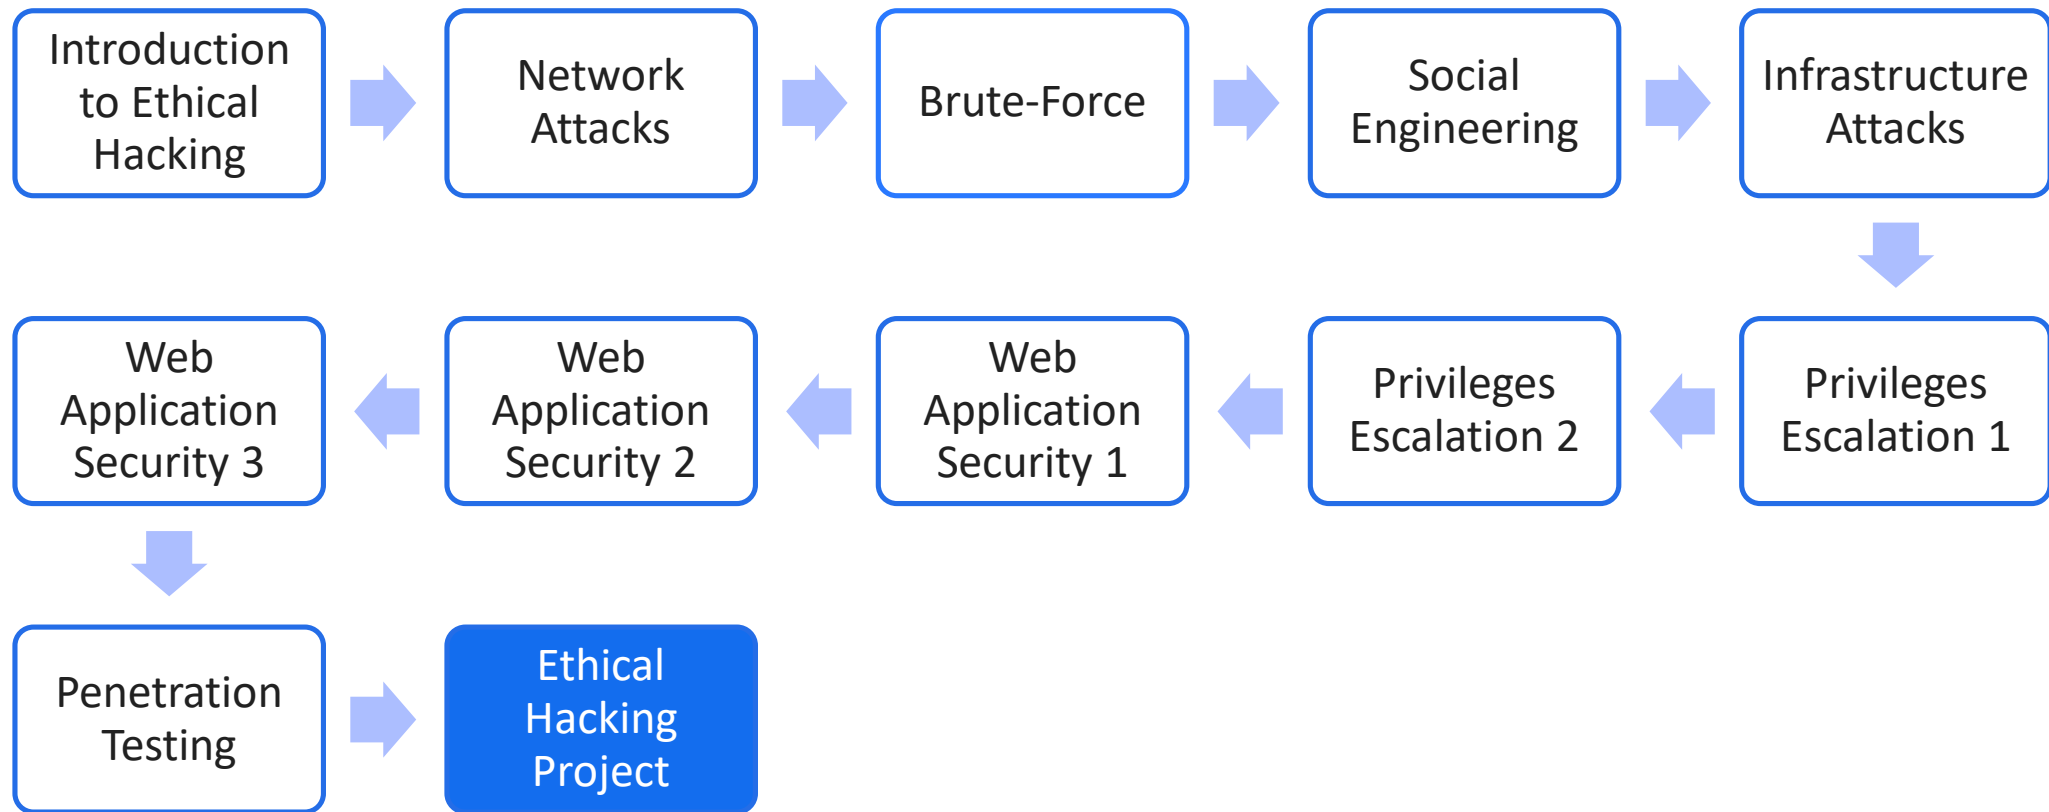 Introduction
to Ethical
Hacking
Network
Attacks
Brute-Force
Social
Engineering
Infrastructure
Attacks
Privileges
Escalation 1
Privileges
Escalation 2
Web
Application
Security 1
Web
Application
Security 2
Web
Application
Security 3
Penetration
Testing
Ethical
Hacking
Project